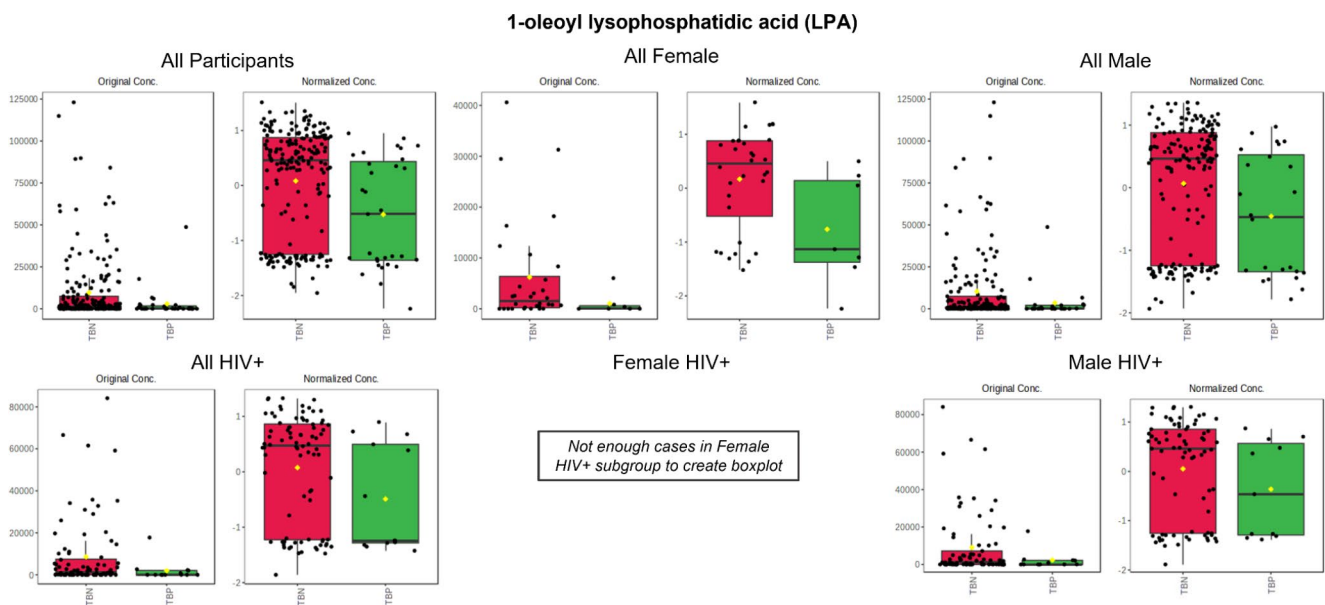 1-oleoyl lysophosphatidic acid (LPA)
All Participants
Original Conc.
125000
100000
75000
50000
25000
0
TBN
TBP
Normalized Conc.
1
0
-1
-2
TBN
TBP
All Female
Original Conc.
40000
30000
20000
10000
0
TBN
TBP
Normalized Conc.
1
0
-1
-2
TBN
TBP
All Male
Original Conc.
125000
100000
75000
50000
25000
0
TBN
TBP
Normalized Conc.
1
0
-1
-2
TBN
TBP
All HIV+
Original Conc.
80000
60000
40000
20000
0
TBN
TBP
Normalized Conc.
1
0
-1
-2
TBN
TBP
Female HIV+
Not enough cases in Female
HIV+ subgroup to create boxplot
Male HIV+
Original Conc.
80000
60000
40000
20000
0
TBN
TBP
Normalized Conc.
1
0
-1
-2
TBN
TBP